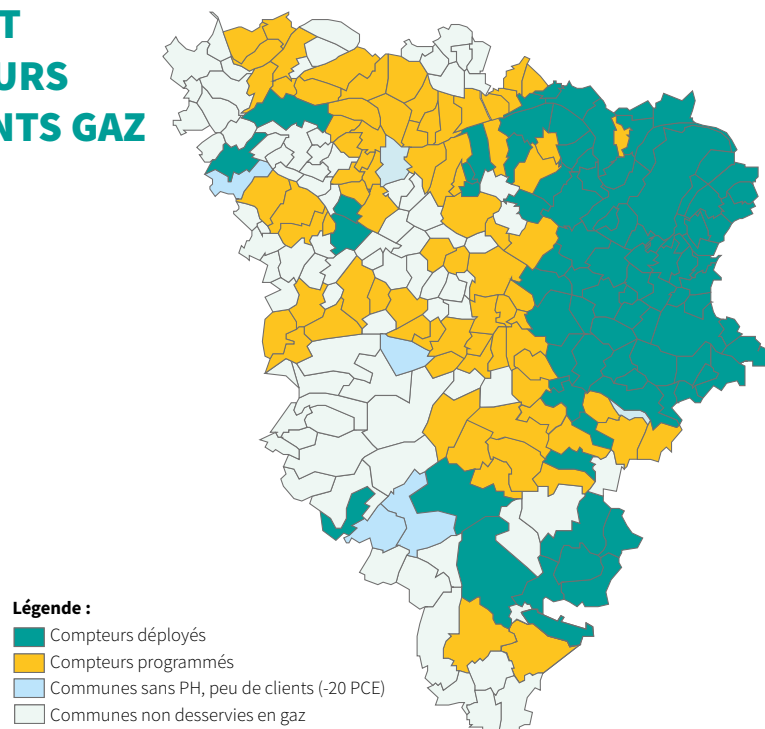 T
URS
NTS GAZ
Légende :
Compteurs déployés
Compteurs programmés
Communes sans PH, peu de clients (-20 PCE)
Communes non desservies en gaz